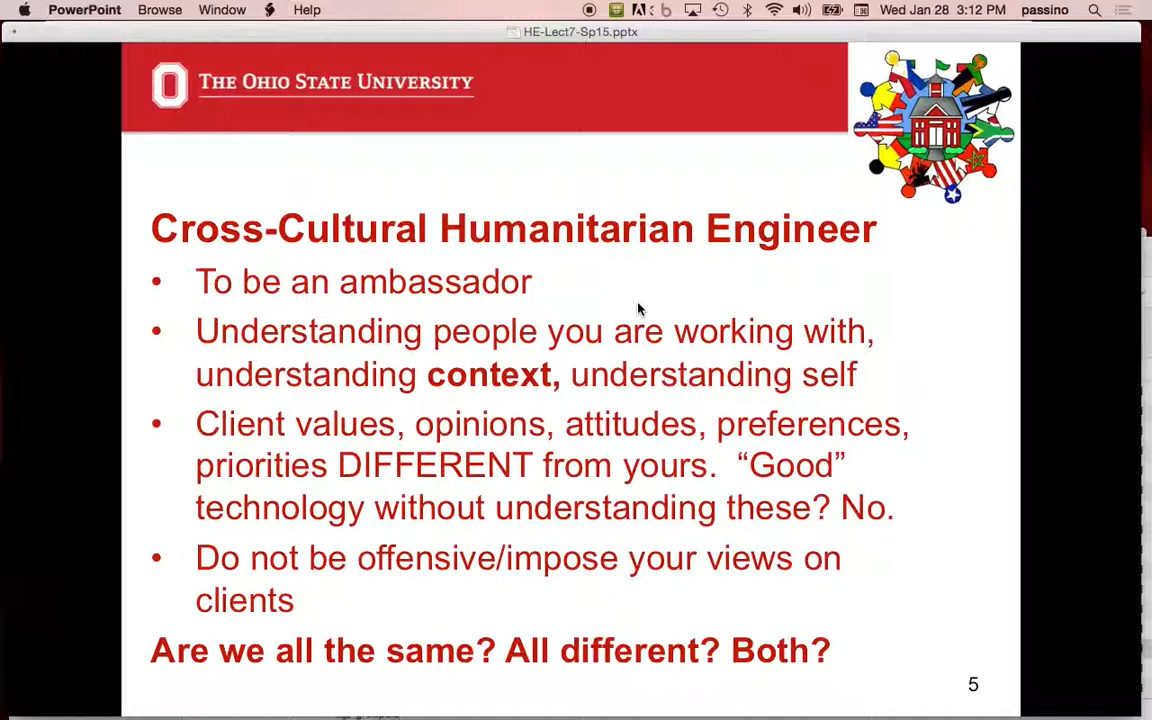 PowerPoint Browse Window Help Wed Jan 28 3:12 PM passino
HE-Lect7-Sp15.pptx
THE OHIO STATE UNIVERSITY
Cross-Cultural Humanitarian Engineer
• To be an ambassador
• Understanding people you are working with,
understanding context, understanding self
• Client values, opinions, attitudes, preferences,
priorities DIFFERENT from yours. “Good”
technology without understanding these? No.
• Do not be offensive/impose your views on
clients
Are we all the same? All different? Both?
5